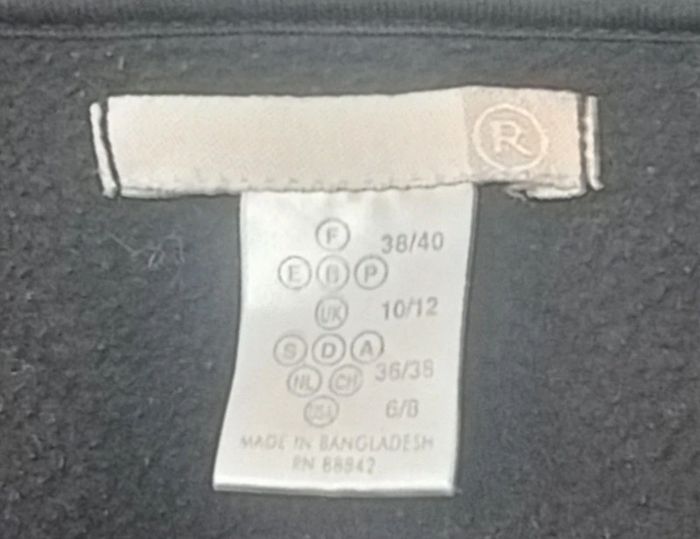 R
F 38/40
E B P
UK 10/12
S D A
NL CH 36/38
USA 6/8
MADE IN BANGLADESH
RN 88842